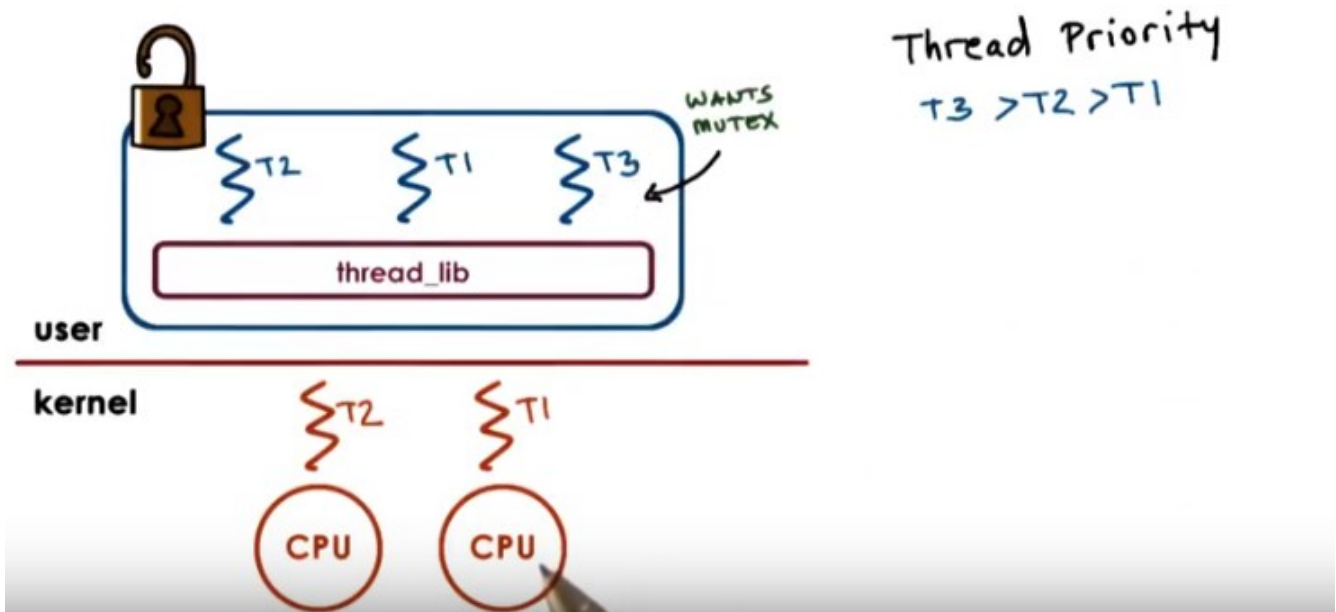 Thread Priority
T3 > T2 > T1
WANTS
MUTEX
T2 T1 T3
thread_lib
user
kernel
T2 T1
CPU CPU